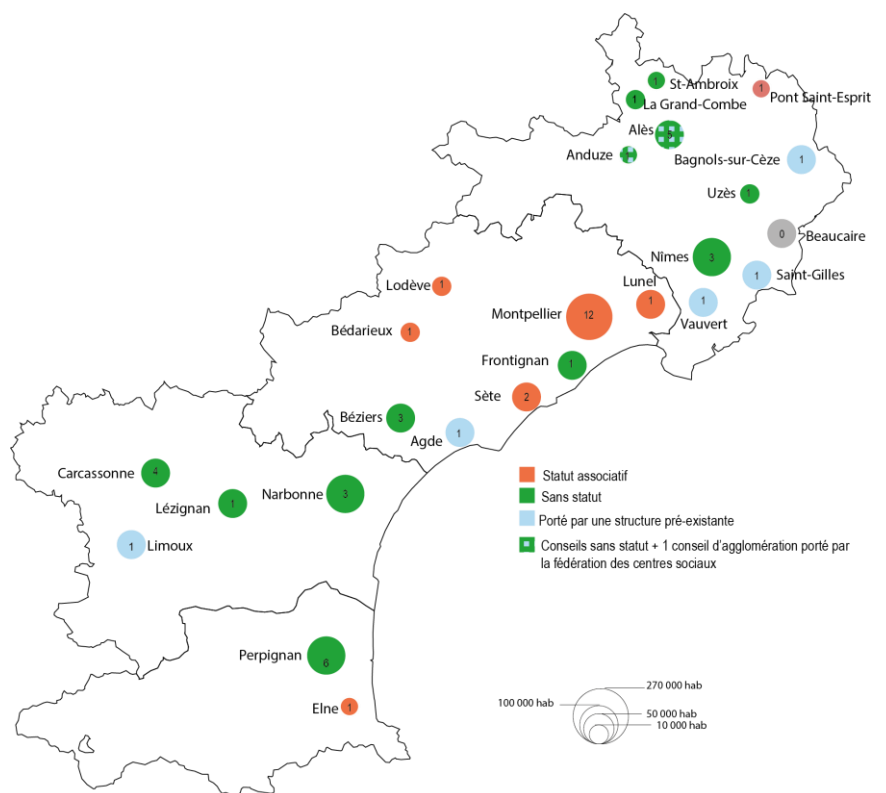 1
St-Ambroix
1
La Grand-Combe
1
Pont Saint-Esprit
Alès
5
Anduze
1
Bagnols-sur-Cèze
1
Uzès
1
0
Beaucaire
Nîmes
3
1
Saint-Gilles
Lodève
1
Lunel
1
1
Vauvert
Montpellier
12
Bédarieux
1
Frontignan
1
Sète
2
Béziers
3
Agde
1
Carcassonne
4
Lézignan
1
Narbonne
3
1
Limoux
Statut associatif
Sans statut
Porté par une structure pré-existante
Conseils sans statut + 1 conseil d'agglomération porté par
la fédération des centres sociaux
Perpignan
6
Elne
1
270 000 hab
100 000 hab
50 000 hab
10 000 hab